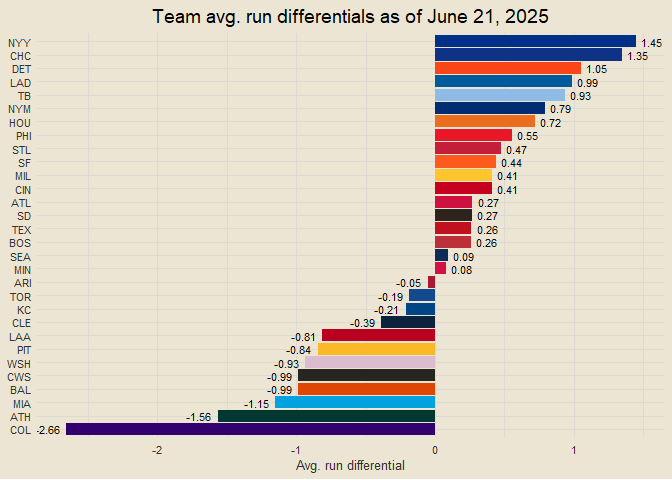 Team avg. run differentials as of June 21, 2025
NYY 1.45
CHC 1.35
DET 1.05
LAD 0.99
TB 0.93
NYM 0.79
HOU 0.72
PHI 0.55
STL 0.47
SF 0.44
MIL 0.41
CIN 0.41
ATL 0.27
SD 0.27
TEX 0.26
BOS 0.26
SEA 0.09
MIN 0.08
ARI -0.05
TOR -0.19
KC -0.21
CLE -0.39
LAA -0.81
PIT -0.84
WSH -0.93
CWS -0.99
BAL -0.99
MIA -1.15
ATH -1.56
COL -2.66
-2 -1 0 1
Avg. run differential